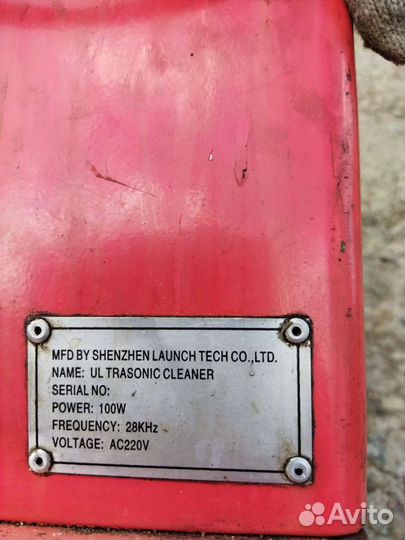 MFD BY SHENZHEN LAUNCH TECH CO.,LTD.
NAME: UL TRASONIC CLEANER
SERIAL NO:
POWER: 100W
FREQUENCY: 28KHz
VOLTAGE: AC220V
Avito